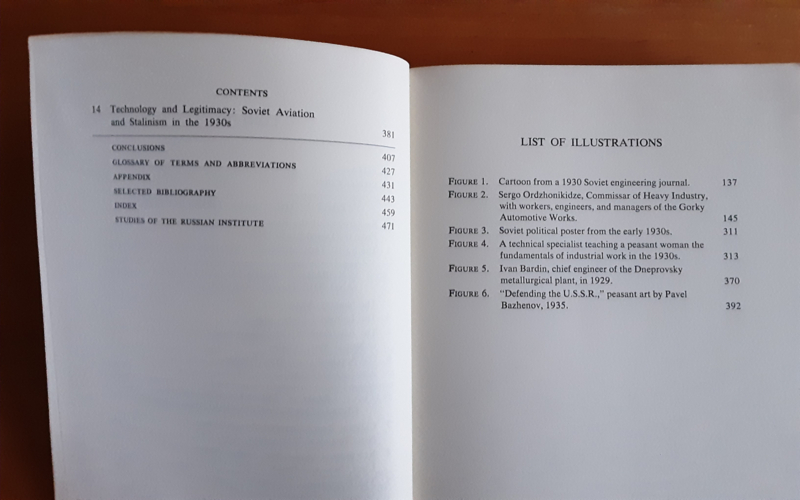 CONTENTS
14 Technology and Legitimacy: Soviet Aviation
and Stalinism in the 1930s 381
CONCLUSIONS 407
GLOSSARY OF TERMS AND ABBREVIATIONS 427
APPENDIX 431
SELECTED BIBLIOGRAPHY 443
INDEX 459
STUDIES OF THE RUSSIAN INSTITUTE 471
LIST OF ILLUSTRATIONS
FIGURE 1. Cartoon from a 1930 Soviet engineering journal. 137
FIGURE 2. Sergo Ordzhonikidze, Commissar of Heavy Industry,
with workers, engineers, and managers of the Gorky
Automotive Works. 145
FIGURE 3. Soviet political poster from the early 1930s. 311
FIGURE 4. A technical specialist teaching a peasant woman the
fundamentals of industrial work in the 1930s. 313
FIGURE 5. Ivan Bardin, chief engineer of the Dneprovsky
metallurgical plant, in 1929. 370
FIGURE 6. "Defending the U.S.S.R.," peasant art by Pavel
Bazhenov, 1935. 392